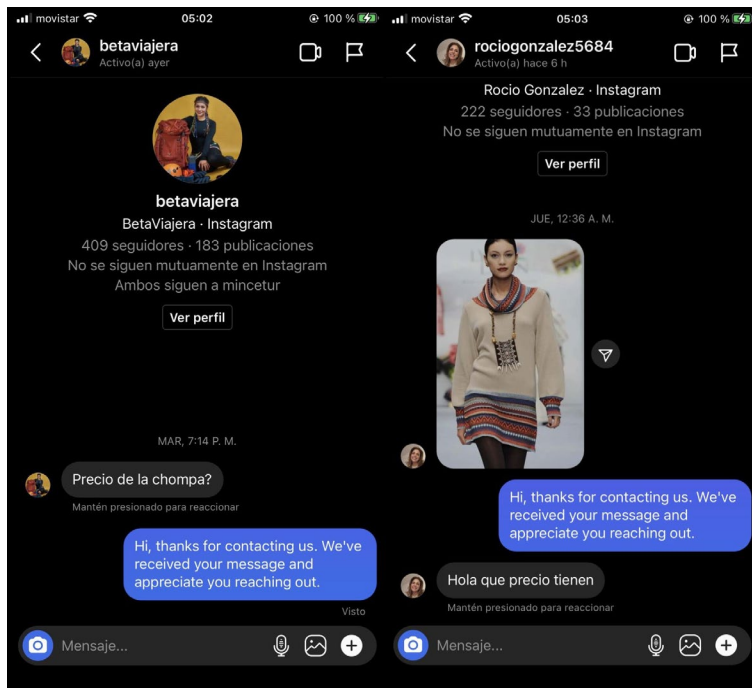 movistar 05:02 100 %
betaviajera
Activo(a) ayer
betaviajera
BetaViajera · Instagram
409 seguidores · 183 publicaciones
No se siguen mutuamente en Instagram
Ambos siguen a mincetur
Ver perfil
MAR, 7:14 P. M.
Precio de la chompa?
Mantén presionado para reaccionar
Hi, thanks for contacting us. We've
received your message and
appreciate you reaching out.
Visto
Mensaje...
movistar 05:03 100 %
rociogonzalez5684
Activo(a) hace 6 h
Rocio Gonzalez · Instagram
222 seguidores · 33 publicaciones
No se siguen mutuamente en Instagram
Ver perfil
JUE, 12:36 A. M.
Hi, thanks for contacting us. We've
received your message and
appreciate you reaching out.
Hola que precio tienen
Mantén presionado para reaccionar
Mensaje...